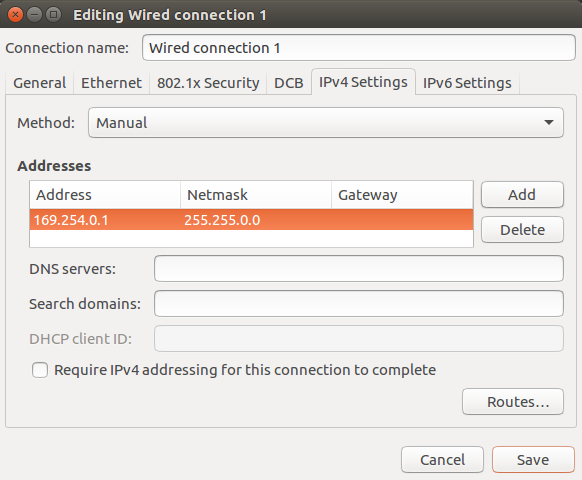 Editing Wired connection 1
Connection name: Wired connection 1
General Ethernet 802.1x Security DCB IPv4 Settings IPv6 Settings
Method: Manual
Addresses
Address Netmask Gateway Add
169.254.0.1 255.255.0.0
Delete
DNS servers:
Search domains:
DHCP client ID:
Require IPv4 addressing for this connection to complete
Routes...
Cancel Save